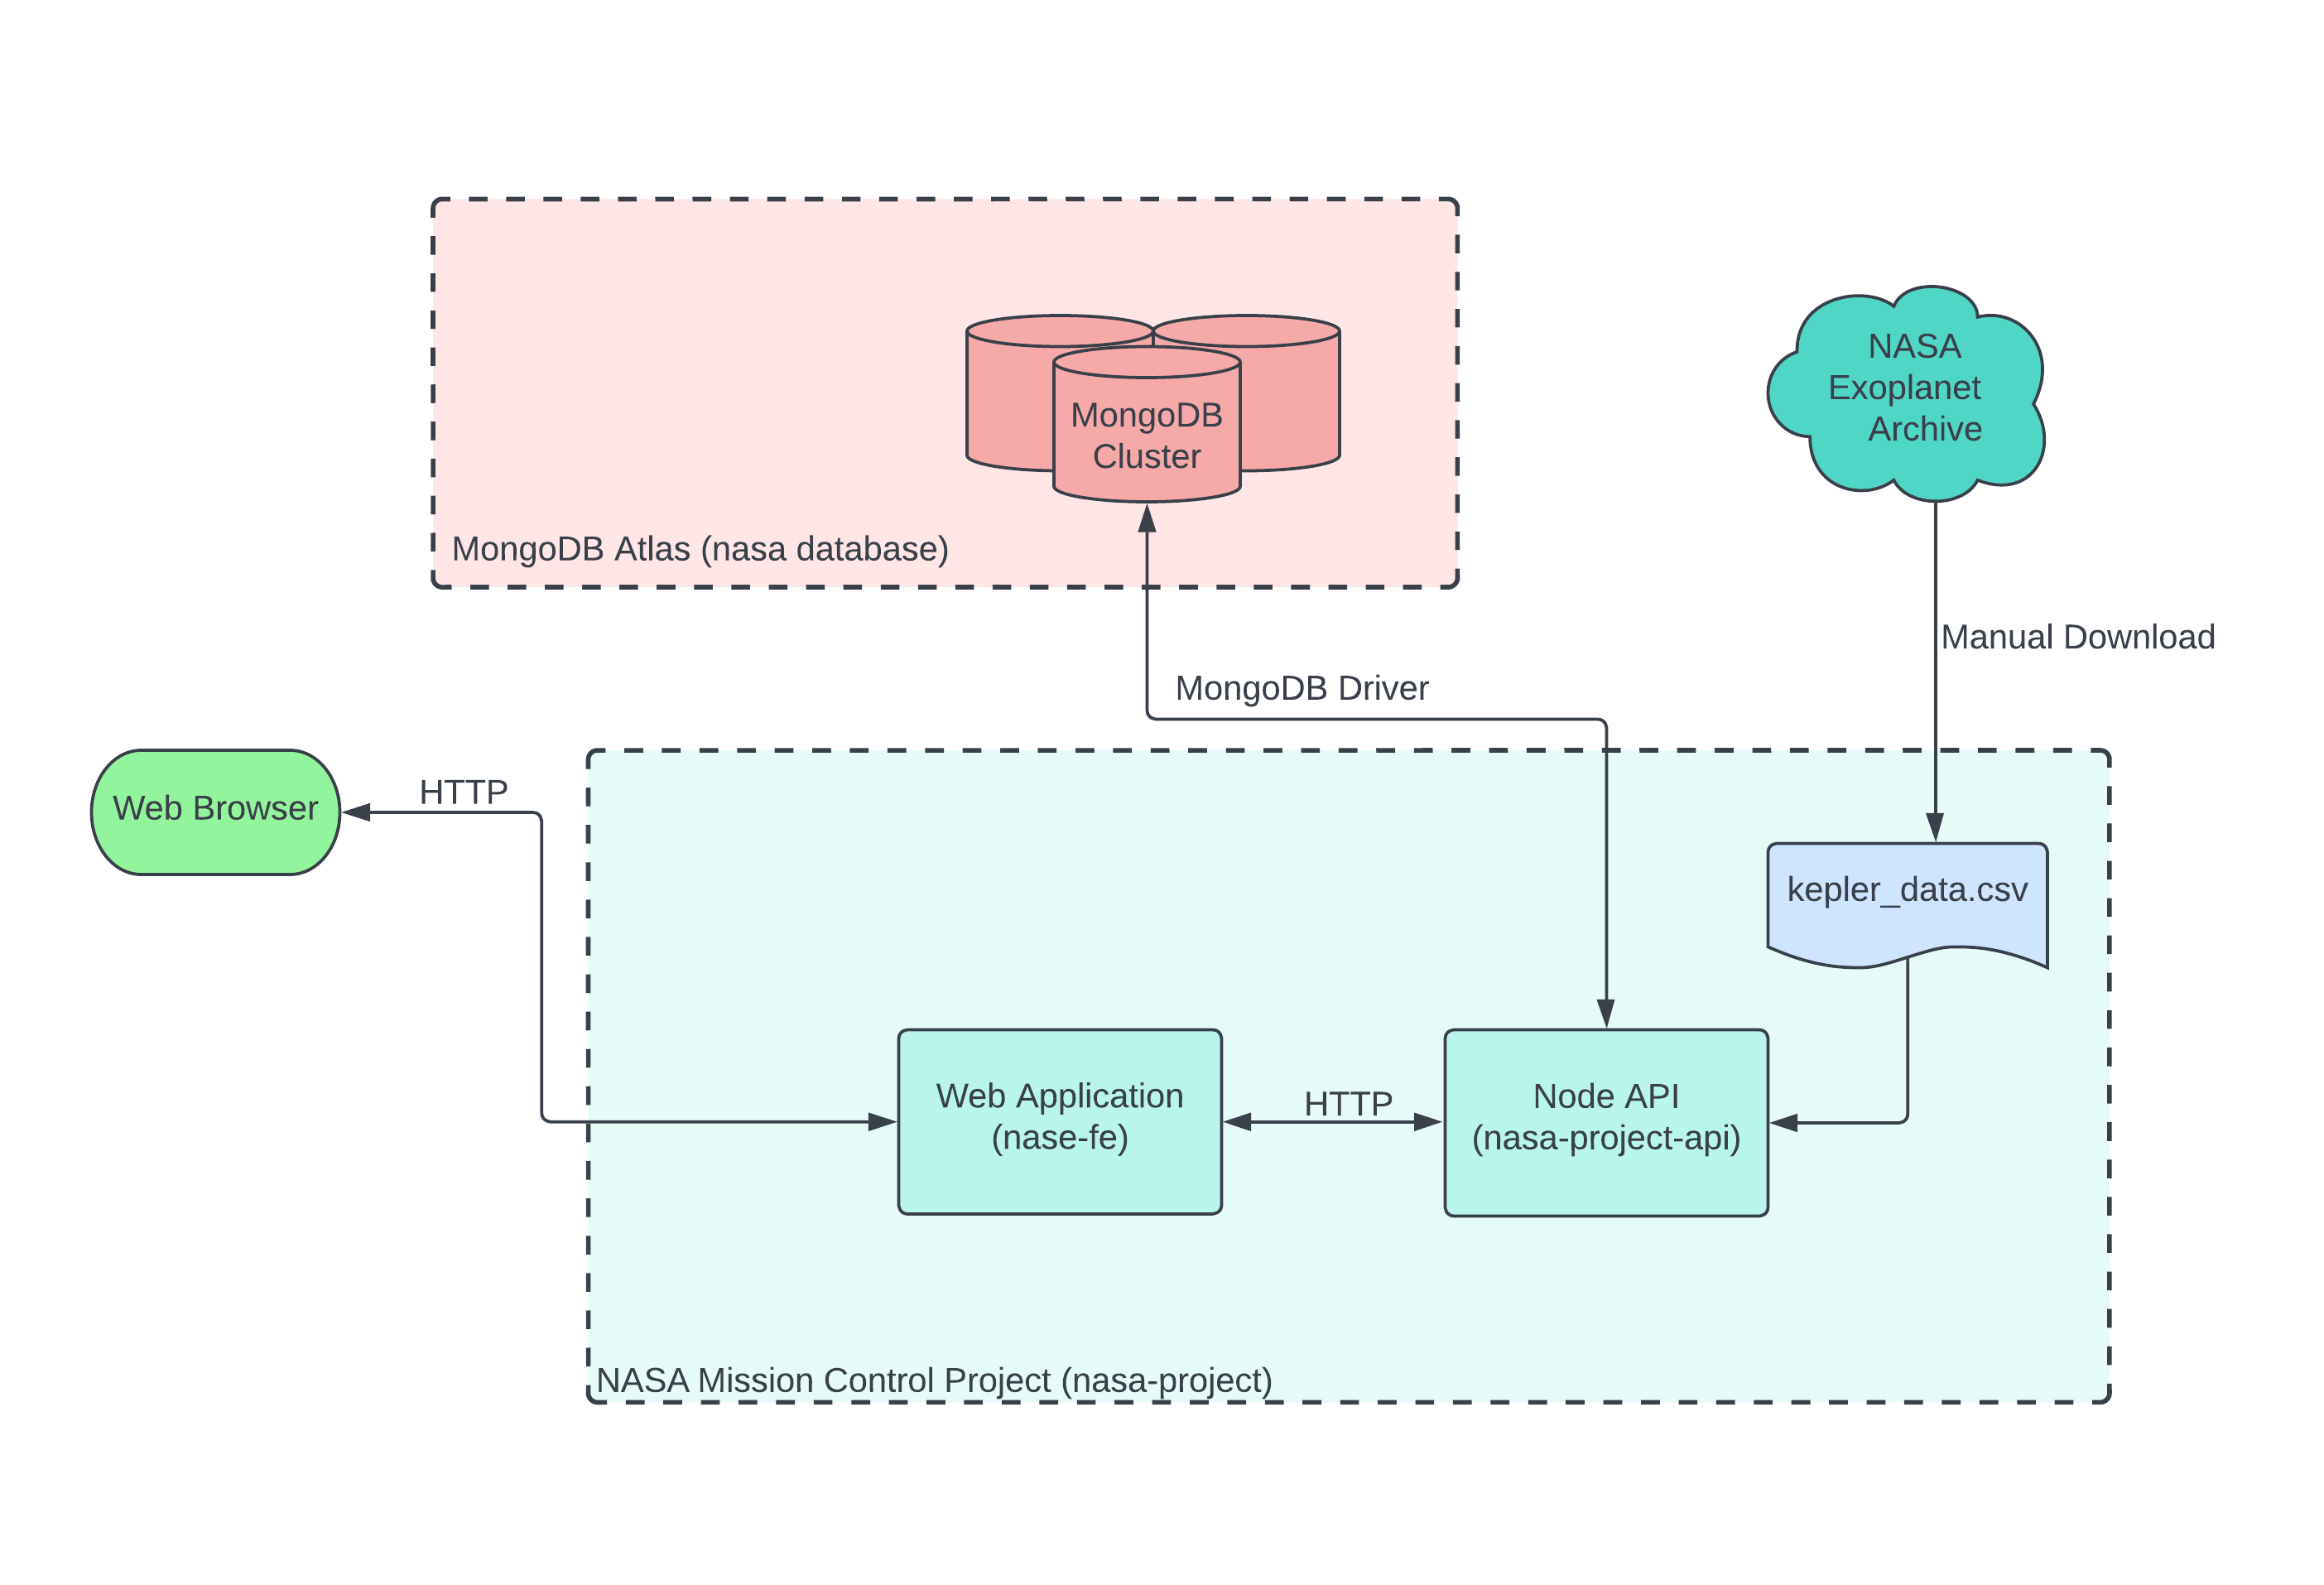 NASA
Exoplanet
Archive
MongoDB
Cluster
MongoDB Atlas (nasa database)
Manual Download
MongoDB Driver
HTTP
Web Browser
kepler_data.csv
Web Application
(nase-fe)
HTTP
Node API
(nasa-project-api)
NASA Mission Control Project (nasa-project)